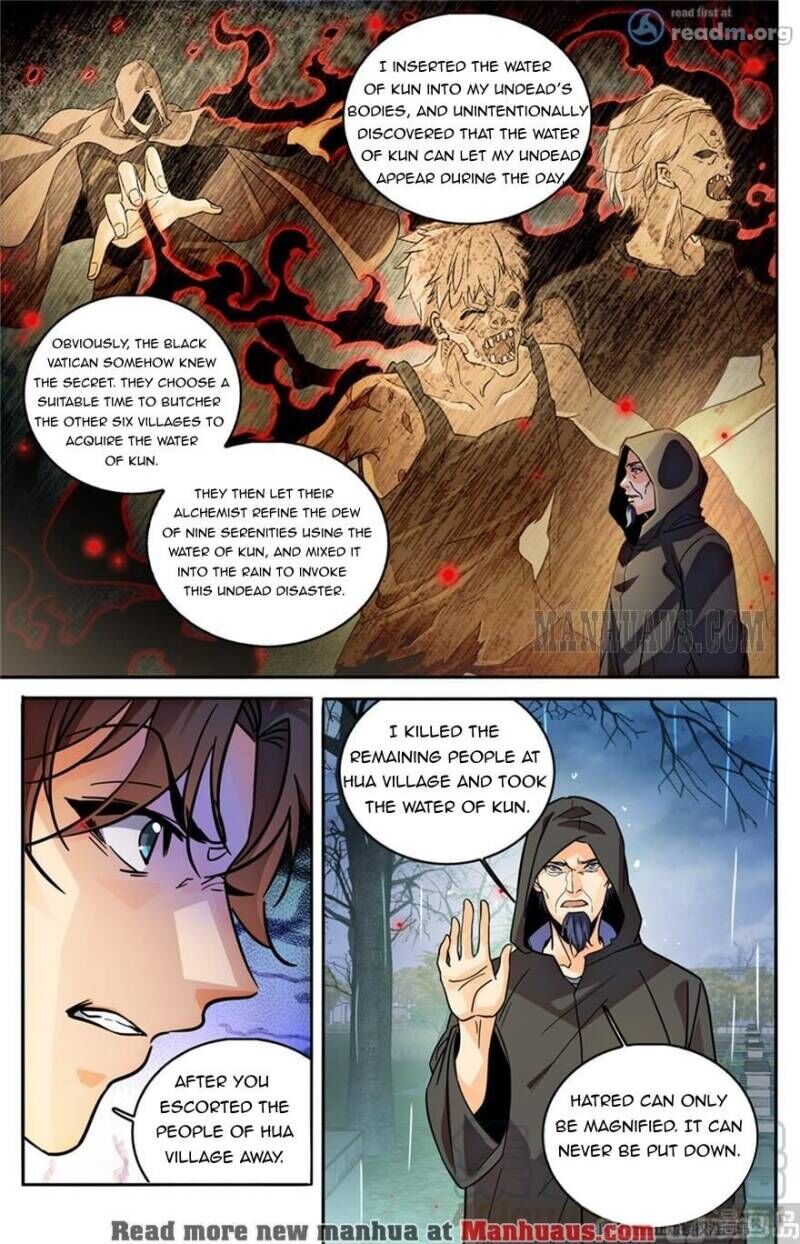 read first at
readm.org
I INSERTED THE WATER
OF KUN INTO MY UNDEAD'S
BODIES, AND UNINTENTIONALLY
DISCOVERED THAT THE WATER
OF KUN CAN LET MY UNDEAD
APPEAR DURING THE DAY.
OBVIOUSLY, THE BLACK
VATICAN SOMEHOW KNEW
THE SECRET. THEY CHOOSE A
SUITABLE TIME TO BUTCHER
THE OTHER SIX VILLAGES TO
ACQUIRE THE WATER
OF KUN.
THEY THEN LET THEIR
ALCHEMIST REFINE THE DEW
OF NINE SERENITIES USING THE
WATER OF KUN, AND MIXED IT
INTO THE RAIN TO INVOKE
THIS UNDEAD DISASTER.
MANHUAUS.COM
AFTER YOU
ESCORTED THE
PEOPLE OF HUA
VILLAGE AWAY.
I KILLED THE
REMAINING PEOPLE AT
HUA VILLAGE AND TOOK
THE WATER OF KUN.
HATRED CAN ONLY
BE MAGNIFIED. IT CAN
NEVER BE PUT DOWN.
Read more new manhua at Manhuaus.com